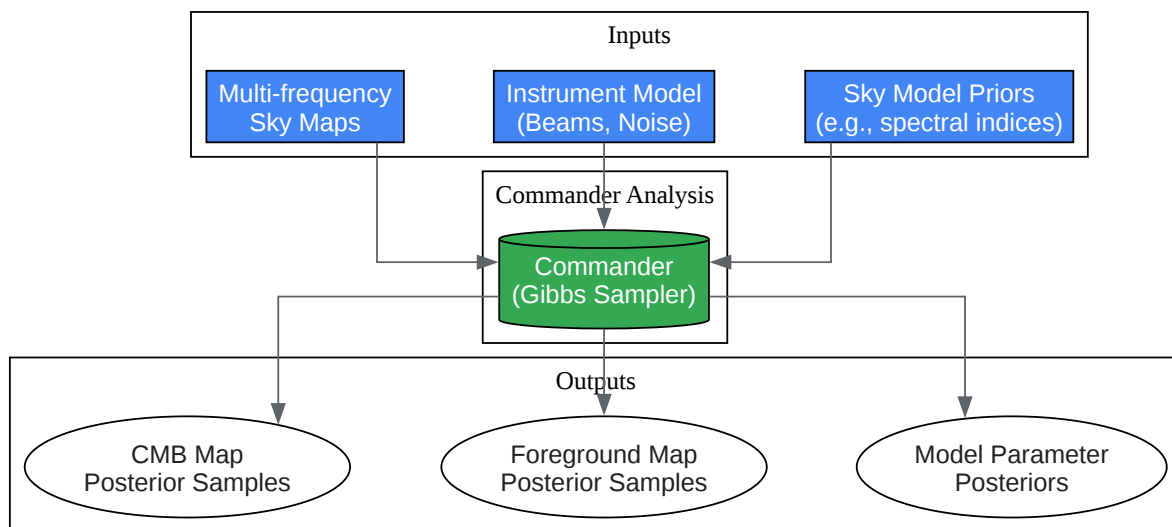 Inputs
Multi-frequency
Sky Maps
Instrument Model
(Beams, Noise)
Sky Model Priors
(e.g., spectral indices)
Commander Analysis
Commander
(Gibbs Sampler)
Outputs
CMB Map
Posterior Samples
Foreground Map
Posterior Samples
Model Parameter
Posteriors